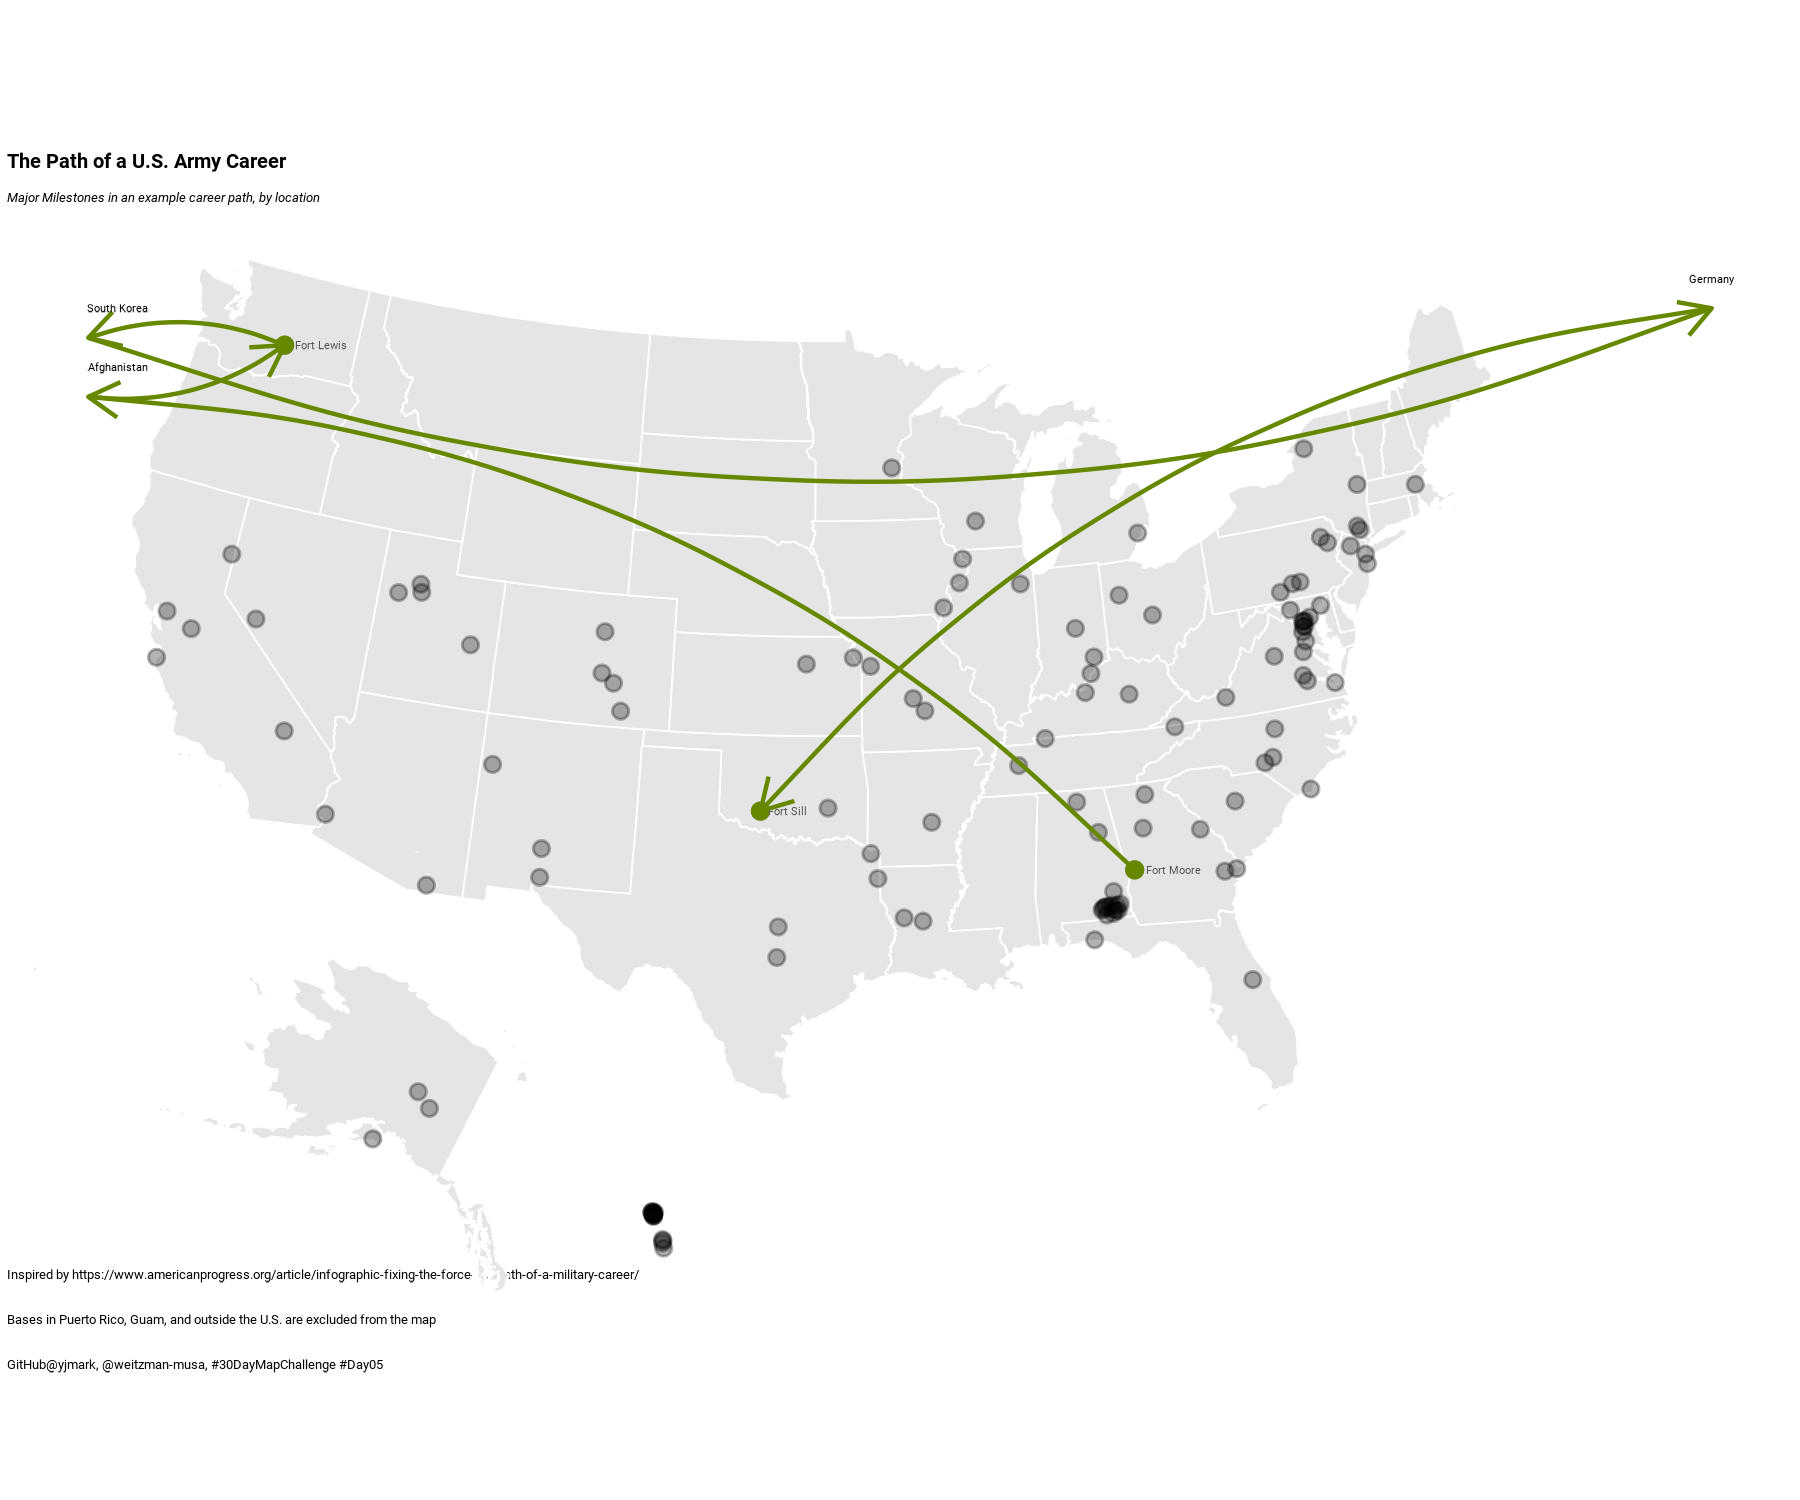 The Path of a U.S. Army Career
Major Milestones in an example career path, by location
Germany
South Korea
Fort Lewis
Afghanistan
Fort Sill
Fort Moore
Inspired by https://www.americanprogress.org/article/infographic-fixing-the-force- th-of-a-military-career/
Bases in Puerto Rico, Guam, and outside the U.S. are excluded from the map
GitHub@yjmark, @weitzman-musa, #30DayMapChallenge #Day05